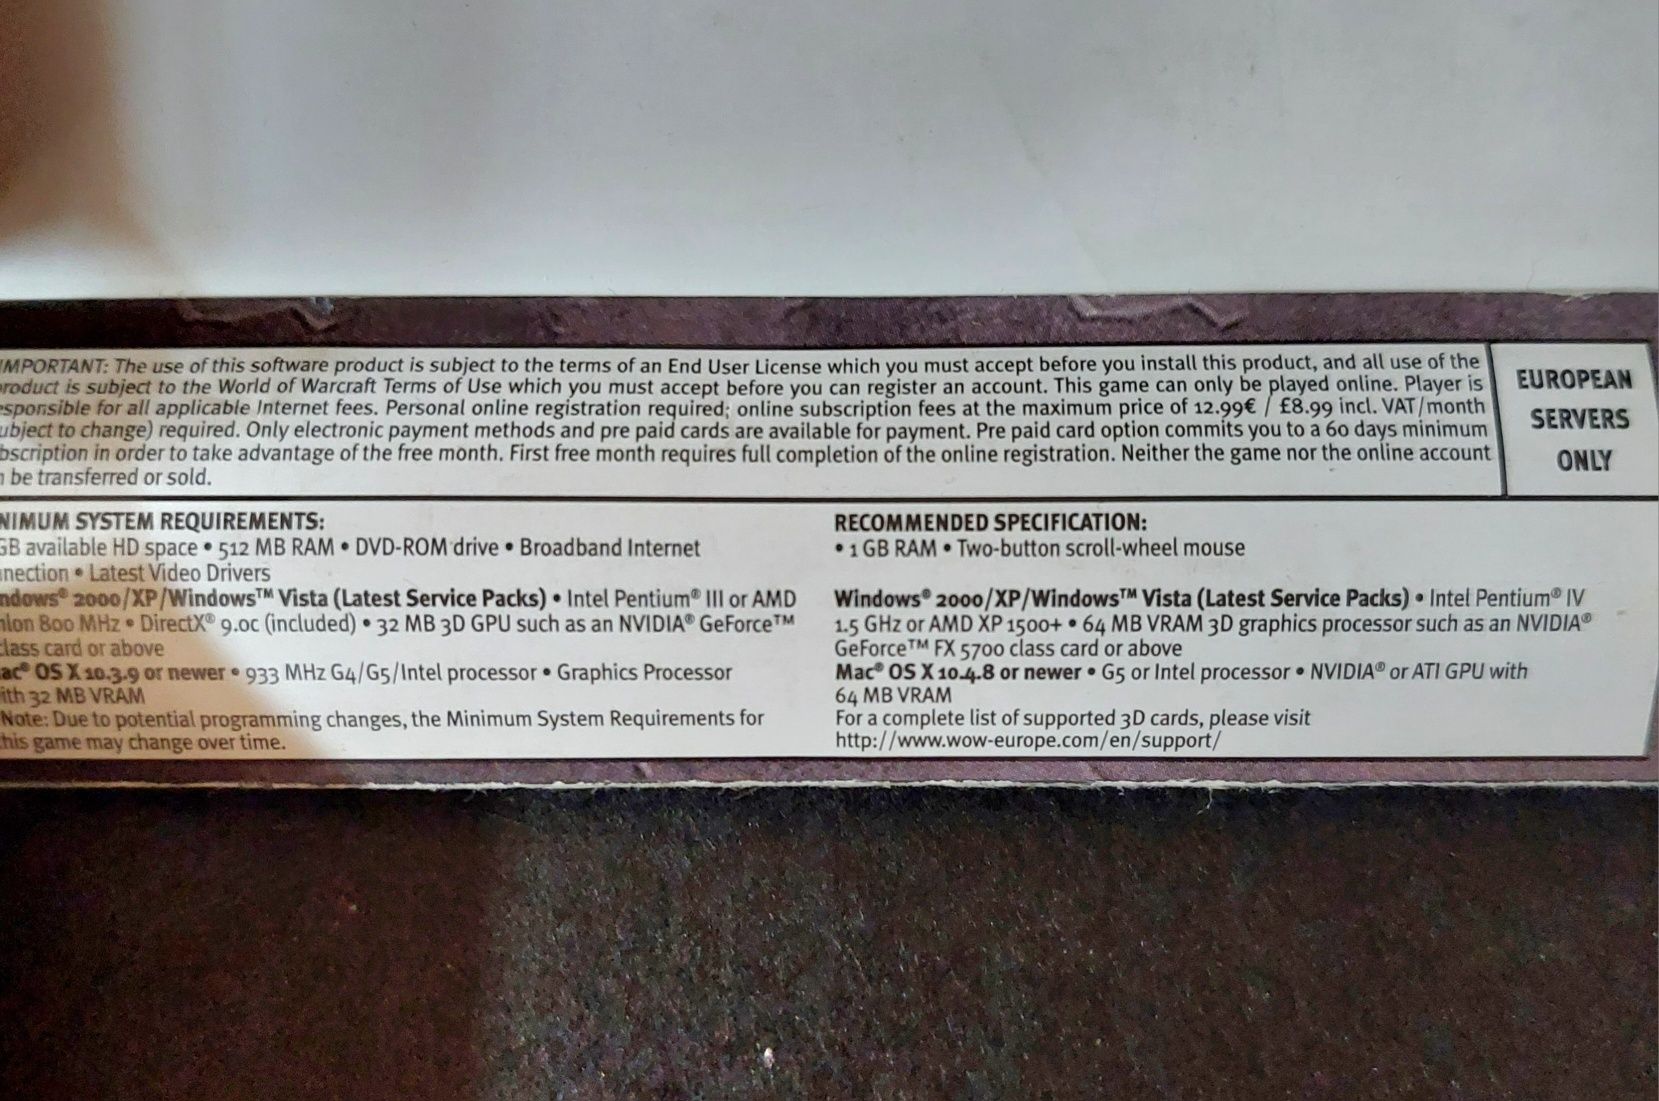 IMPORTANT: The use of this software product is subject to the terms of an End User License which you must accept before you install this product, and all use of the
roduct is subject to the World of Warcraft Terms of Use which you must accept before you can register an account. This game can only be played online. Player is
esponsible for all applicable Internet fees. Personal online registration required; online subscription fees at the maximum price of 12.99€ / £8.99 incl. VAT/month
ubject to change) required. Only electronic payment methods and pre paid cards are available for payment. Pre paid card option commits you to a 60 days minimum
bscription in order to take advantage of the free month. First free month requires full completion of the online registration. Neither the game nor the online account
be transferred or sold.
EUROPEAN
SERVERS
ONLY
NIMUM SYSTEM REQUIREMENTS:
GB available HD space • 512 MB RAM • DVD-ROM drive • Broadband Internet
nnection • Latest Video Drivers
ndows® 2000/XP/Windows™ Vista (Latest Service Packs) • Intel Pentium® III or AMD
hlon 800 MHz • DirectX® 9.0c (included) • 32 MB 3D GPU such as an NVIDIA® GeForce™
class card or above
ac® OS X 10.3.9 or newer • 933 MHz G4/G5/Intel processor • Graphics Processor
ith 32 MB VRAM
Note: Due to potential programming changes, the Minimum System Requirements for
this game may change over time.
RECOMMENDED SPECIFICATION:
• 1 GB RAM • Two-button scroll-wheel mouse
Windows® 2000/XP/Windows™ Vista (Latest Service Packs) • Intel Pentium® IV
1.5 GHz or AMD XP 1500+ • 64 MB VRAM 3D graphics processor such as an NVIDIA®
GeForce™ FX 5700 class card or above
Mac® OS X 10.4.8 or newer • G5 or Intel processor • NVIDIA® or ATI GPU with
64 MB VRAM
For a complete list of supported 3D cards, please visit
http://www.wow-europe.com/en/support/